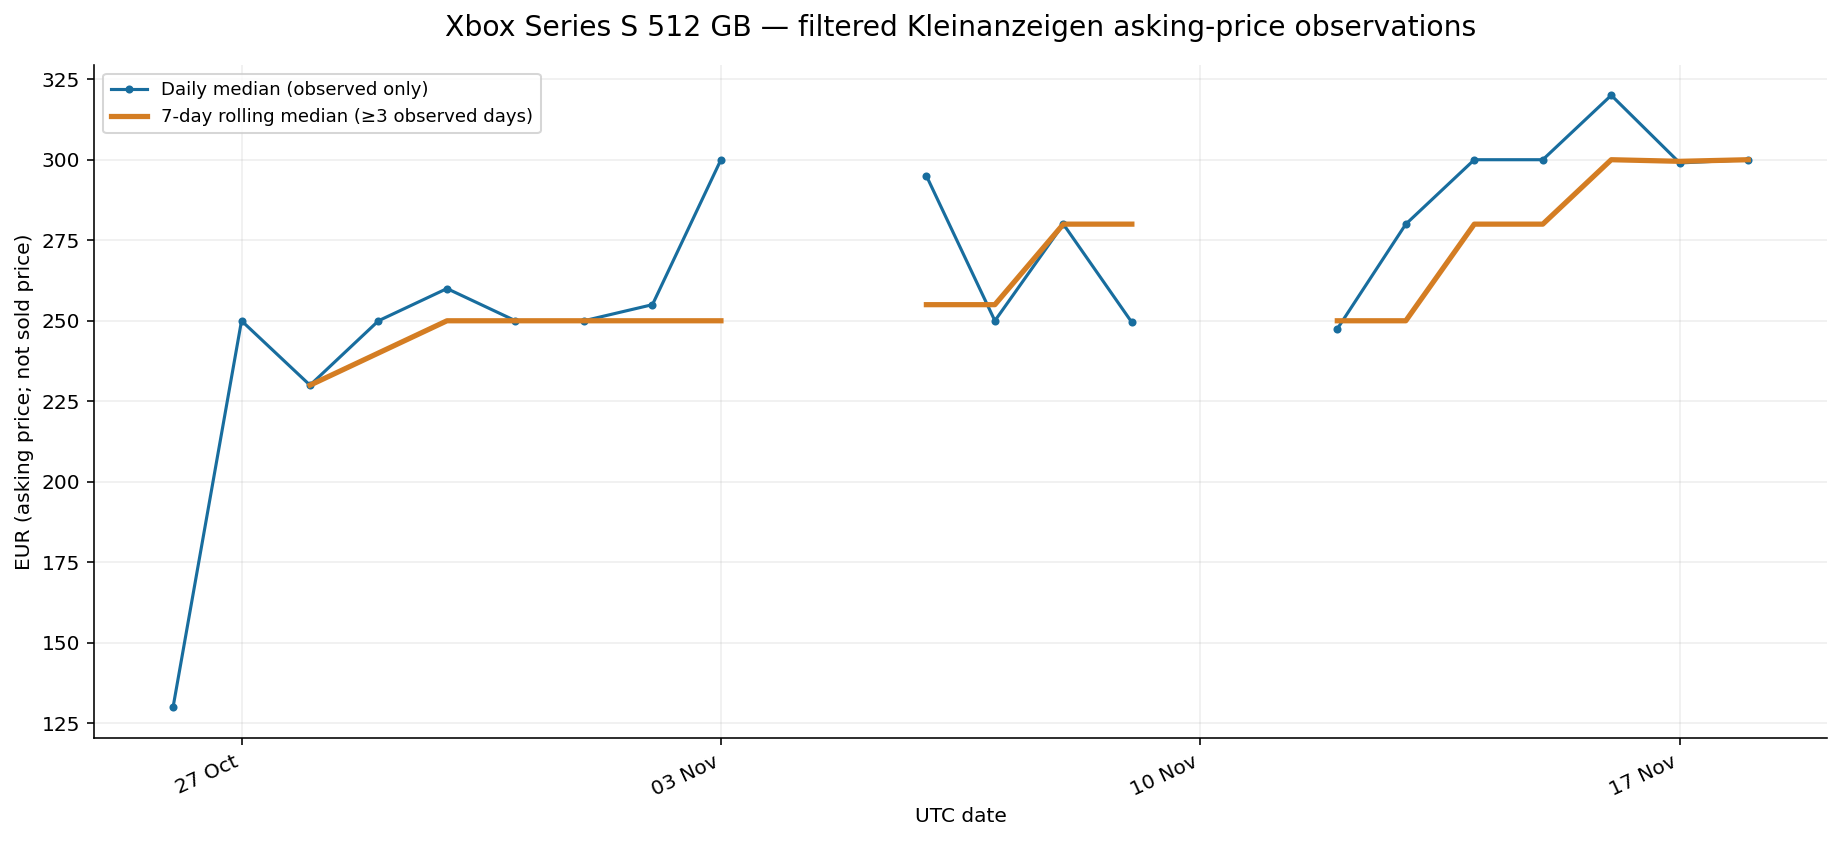 Xbox Series S 512 GB — filtered Kleinanzeigen asking-price observations
Daily median (observed only)
7-day rolling median (≥3 observed days)
EUR (asking price; not sold price)
325
300
275
250
225
200
175
150
125
27 Oct
03 Nov
10 Nov
17 Nov
UTC date